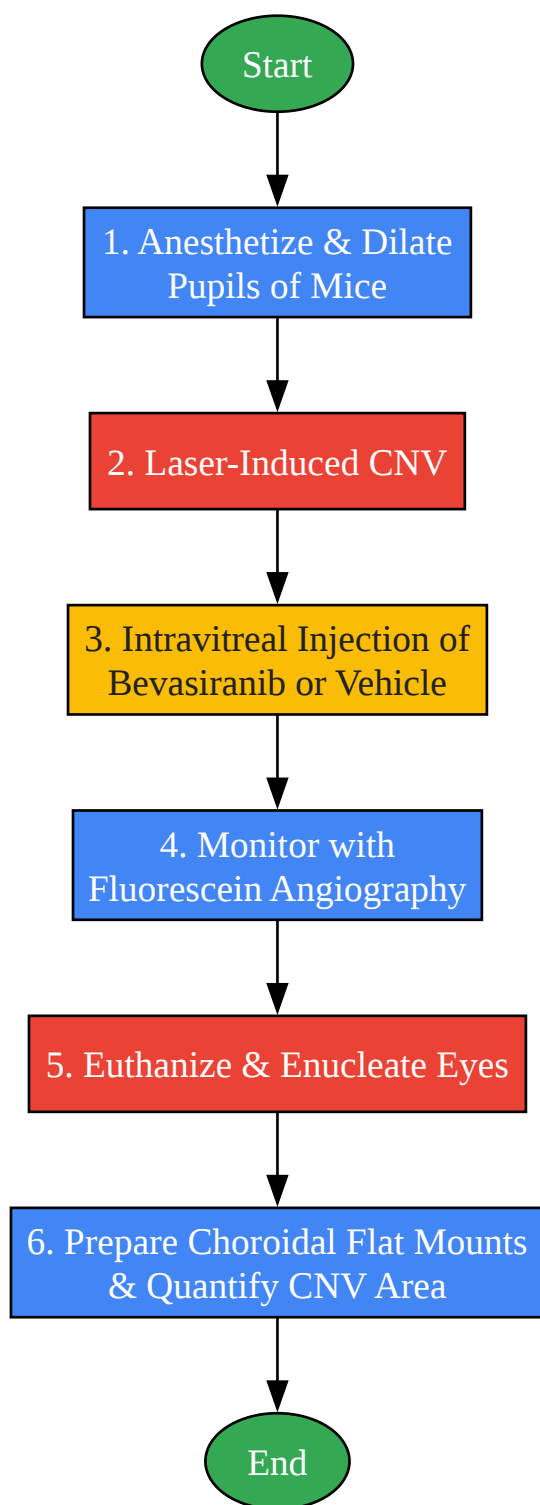 Start
1. Anesthetize & Dilate
Pupils of Mice
2. Laser-Induced CNV
3. Intravitreal Injection of
Bevasiranib or Vehicle
4. Monitor with
Fluorescein Angiography
5. Euthanize & Enucleate Eyes
6. Prepare Choroidal Flat Mounts
& Quantify CNV Area
End